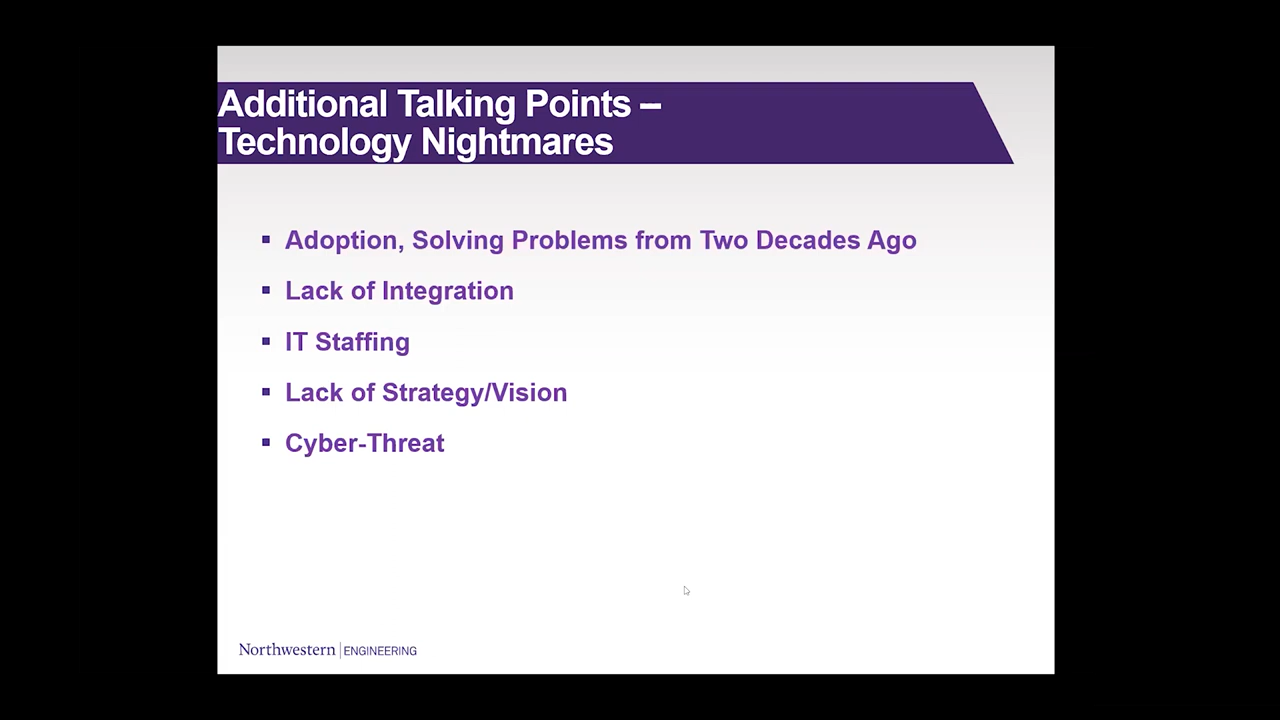 Additional Talking Points –
Technology Nightmares
▪ Adoption, Solving Problems from Two Decades Ago
▪ Lack of Integration
▪ IT Staffing
▪ Lack of Strategy/Vision
▪ Cyber-Threat
Northwestern | ENGINEERING